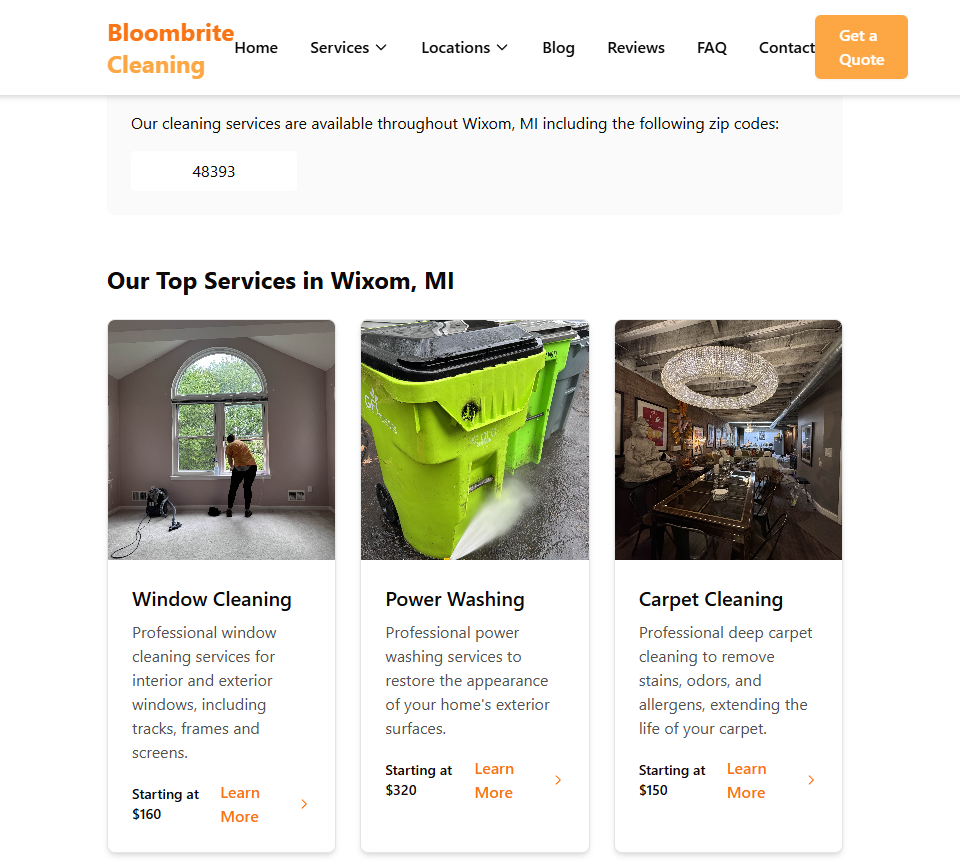 Bloombrite
Cleaning
Home Services Locations Blog Reviews FAQ Contact
Get a
Quote
Our cleaning services are available throughout Wixom, MI including the following zip codes:
48393
Our Top Services in Wixom, MI
Window Cleaning
Professional window
cleaning services for
interior and exterior
windows, including
tracks, frames and
screens.
Starting at
$160
Learn
More
Power Washing
Professional power
washing services to
restore the appearance
of your home's exterior
surfaces.
Starting at
$320
Learn
More
Carpet Cleaning
Professional deep carpet
cleaning to remove
stains, odors, and
allergens, extending the
life of your carpet.
Starting at
$150
Learn
More